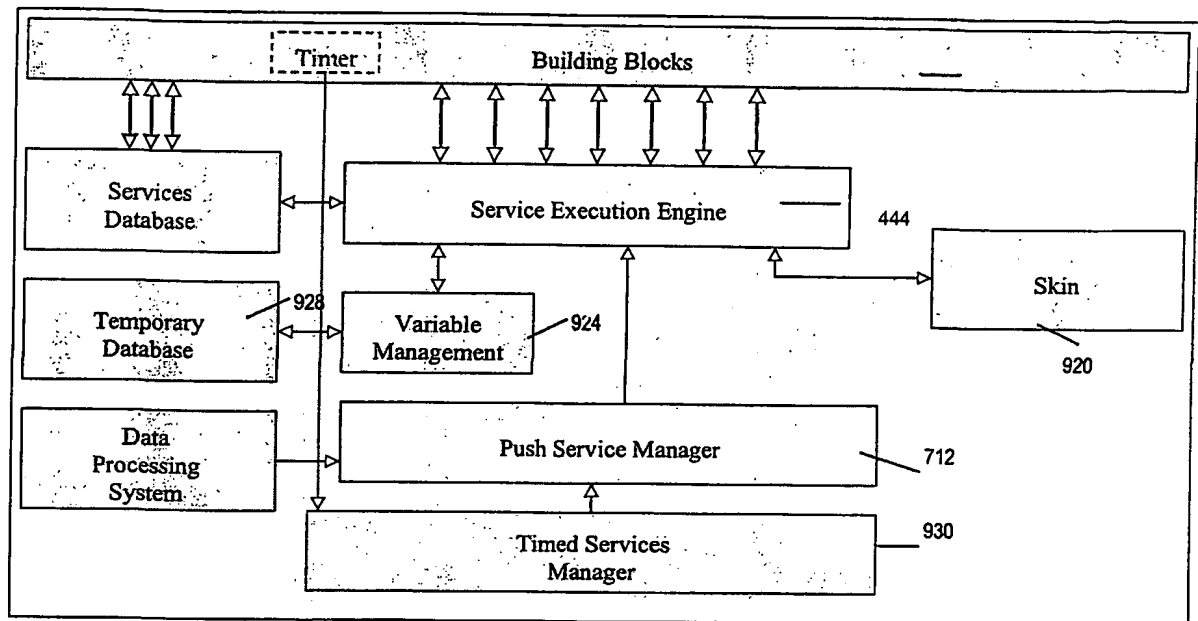 Timer
Building Blocks
Services
Database
Service Execution Engine
444
Skin
920
Temporary
Database
928
Variable
Management
924
Data
Processing
System
Push Service Manager
712
Timed Services
Manager
930